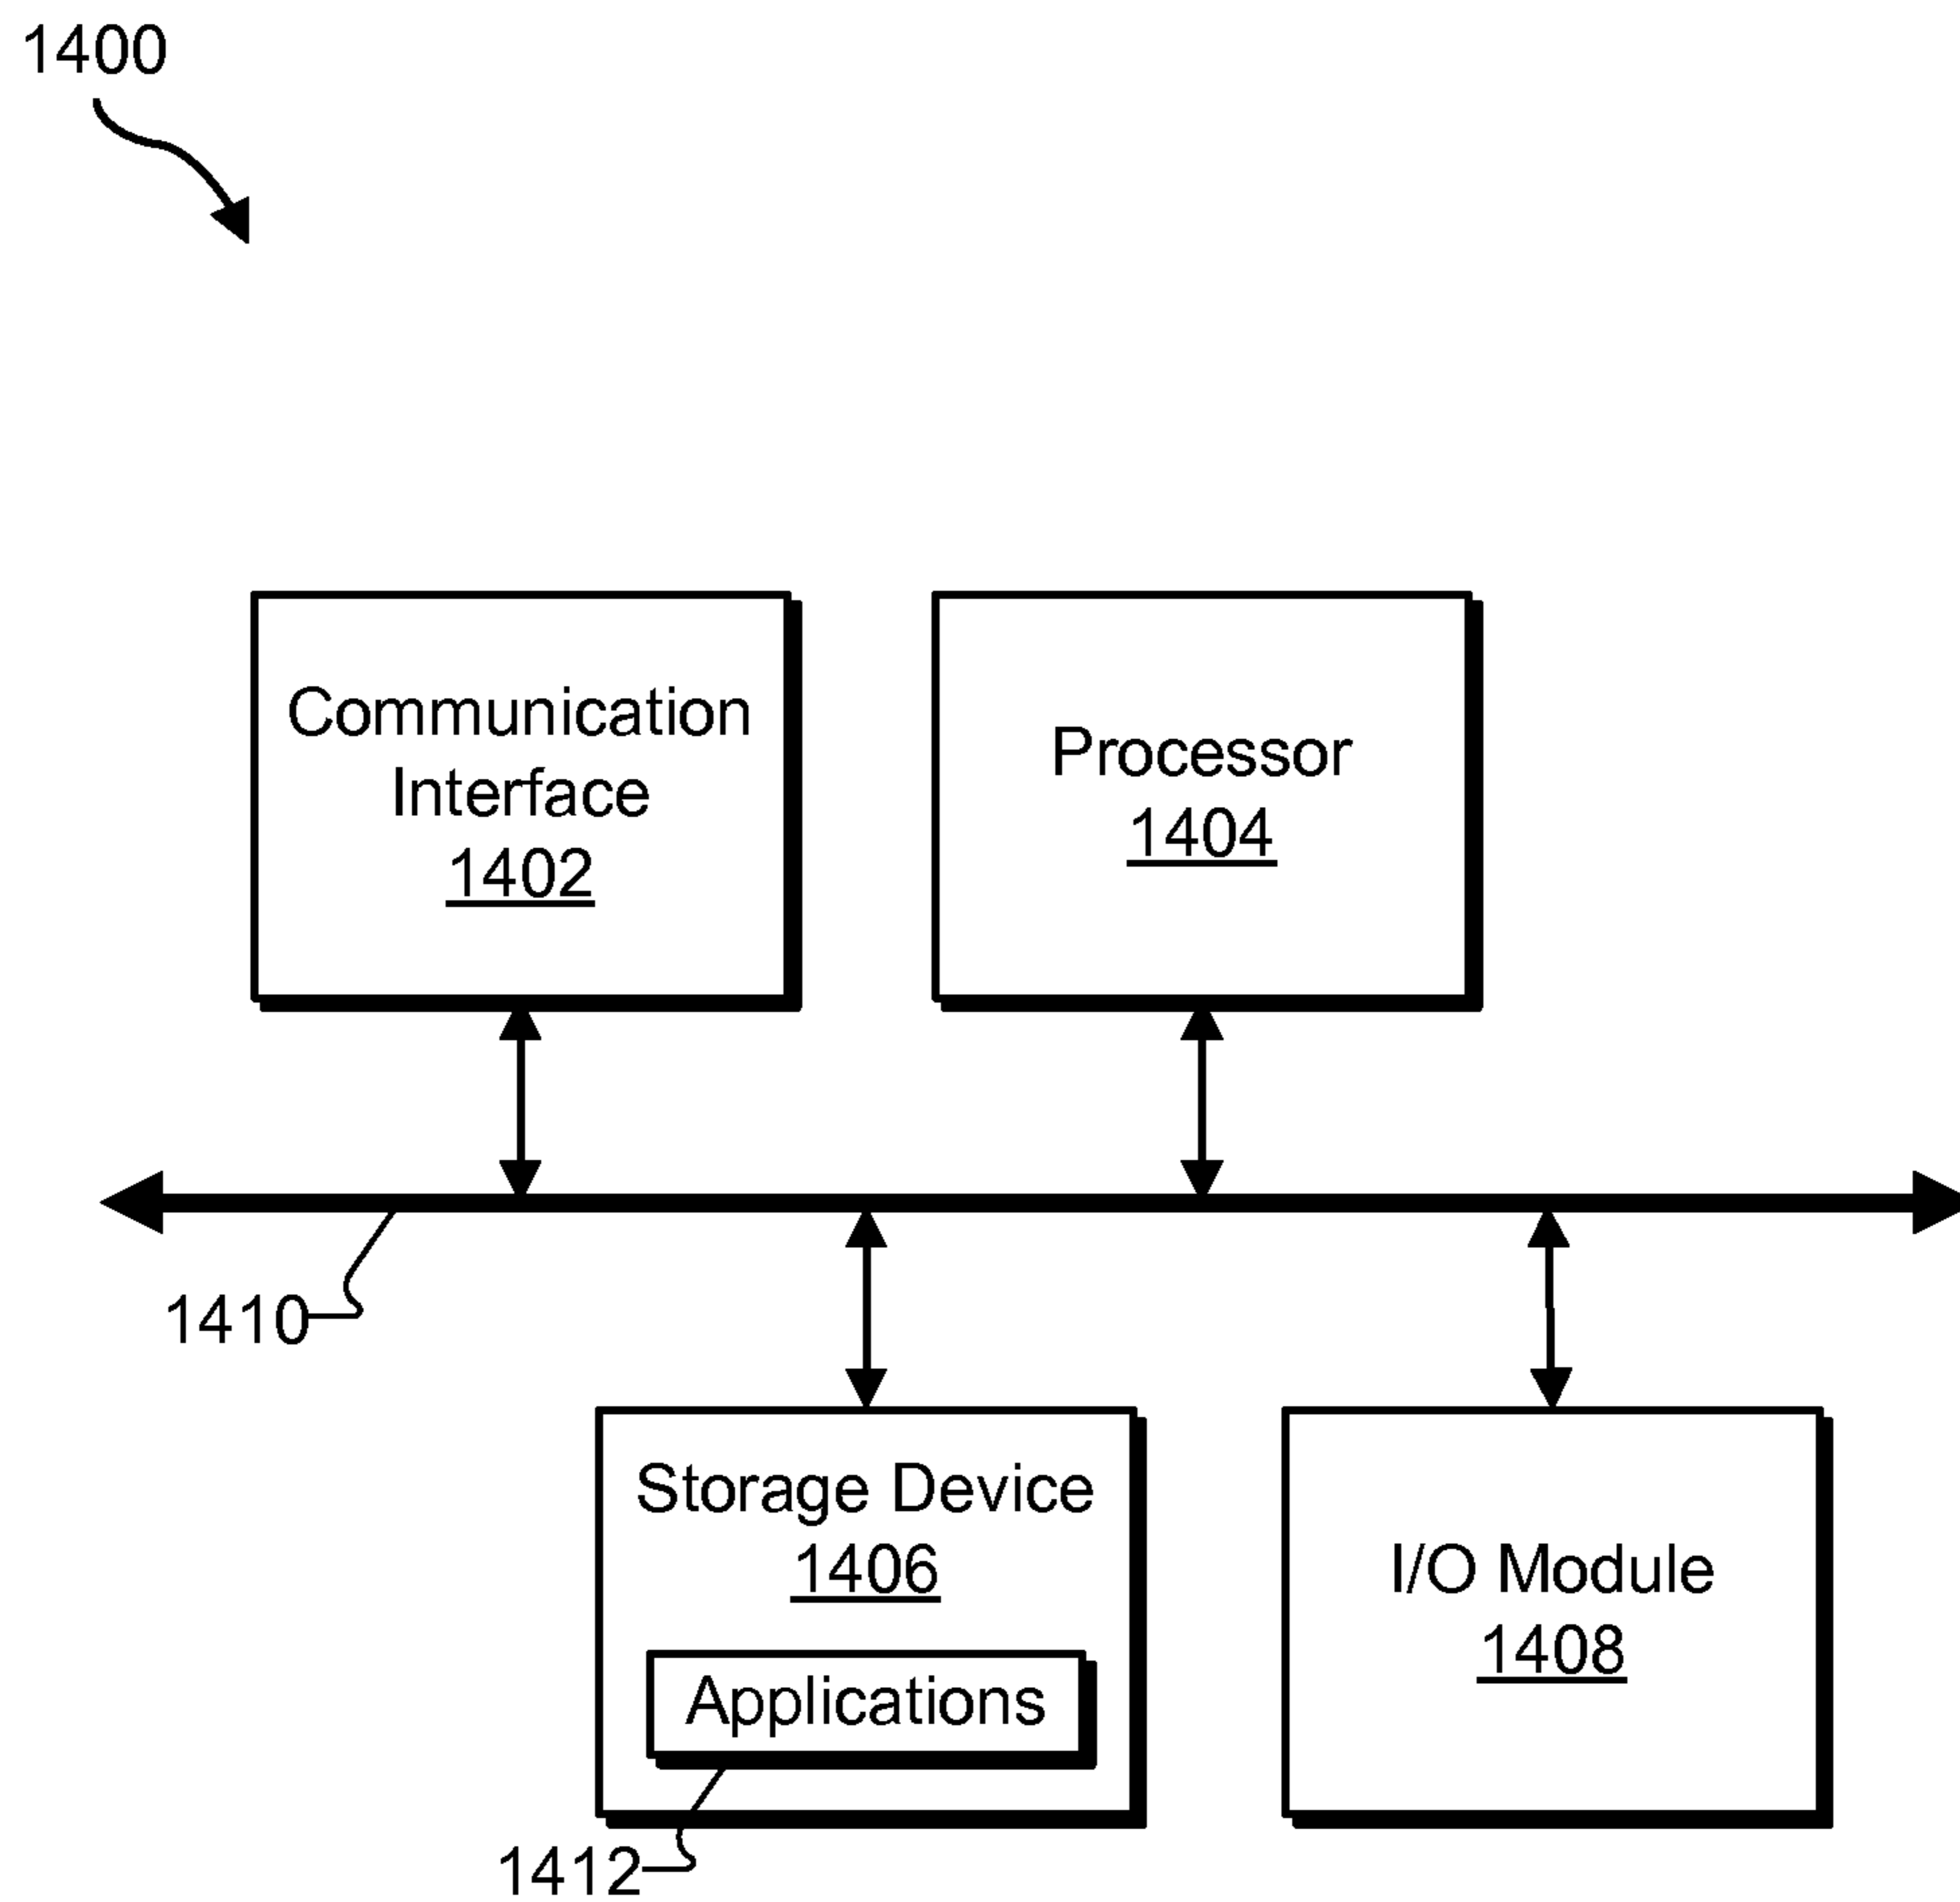 1400
Communication
Interface
1402
Processor
1404
1410
Storage Device
1406
Applications
1412
I/O Module
1408